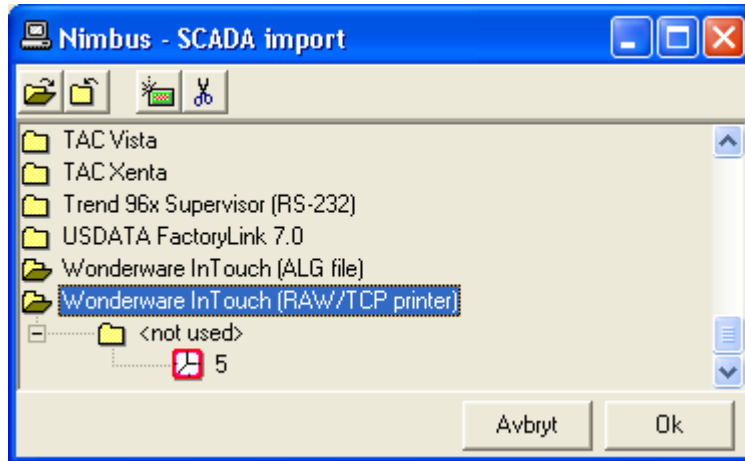 Nimbus - SCADA import
TAC Vista
TAC Xenta
Trend 96x Supervisor (RS-232)
USDATA FactoryLink 7.0
Wonderware InTouch (ALG file)
Wonderware InTouch (RAW/TCP printer)
<not used>
5
Avbryt Ok